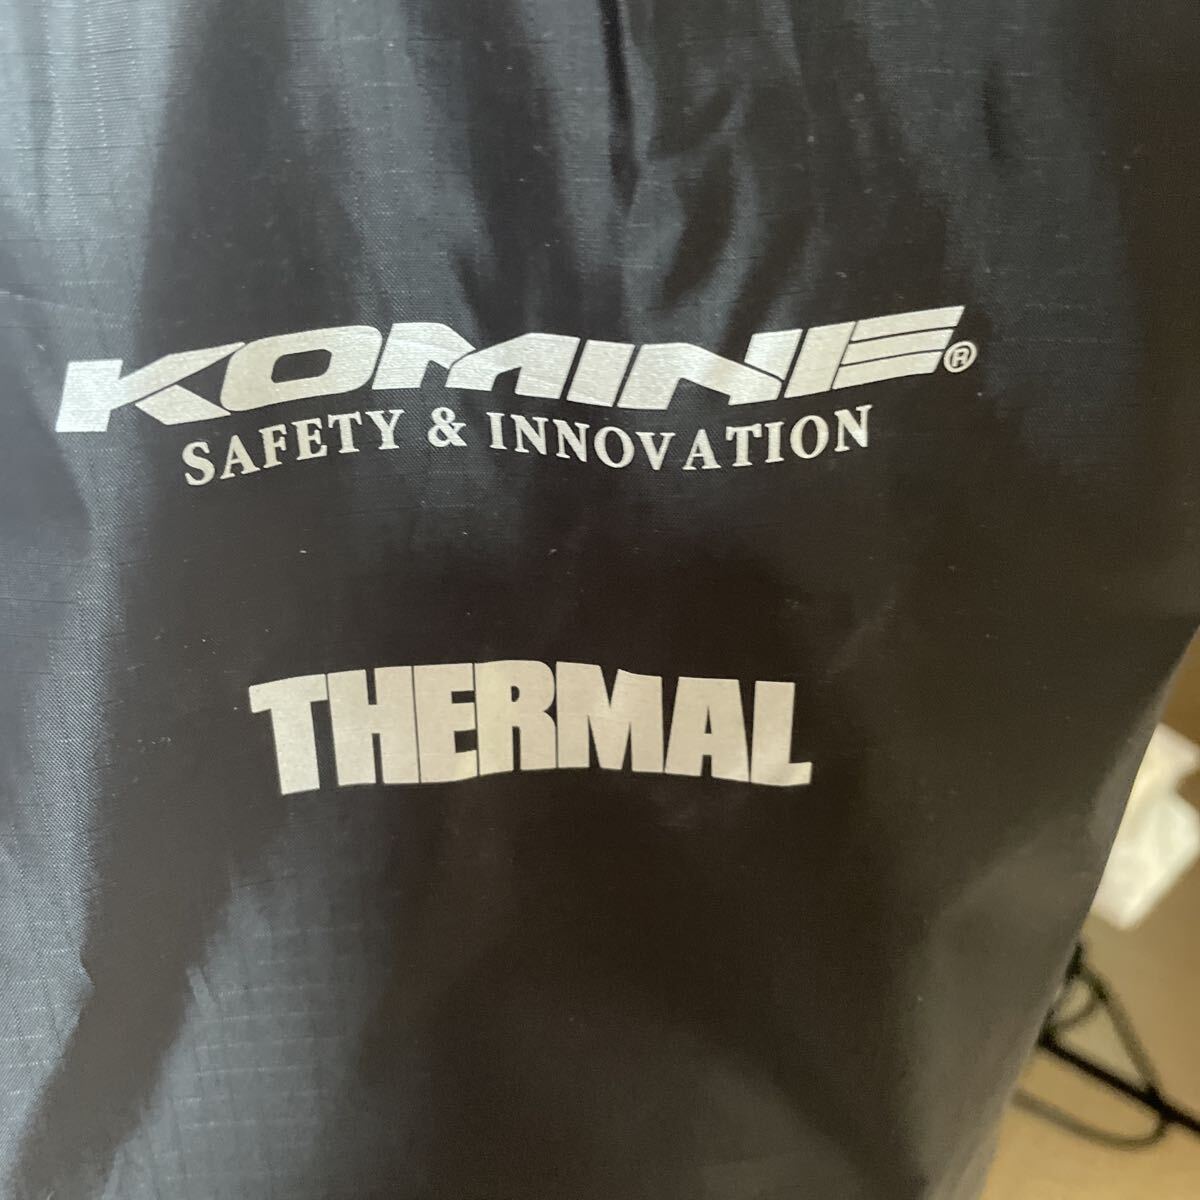 KOMINE®
SAFETY & INNOVATION
THERMAL